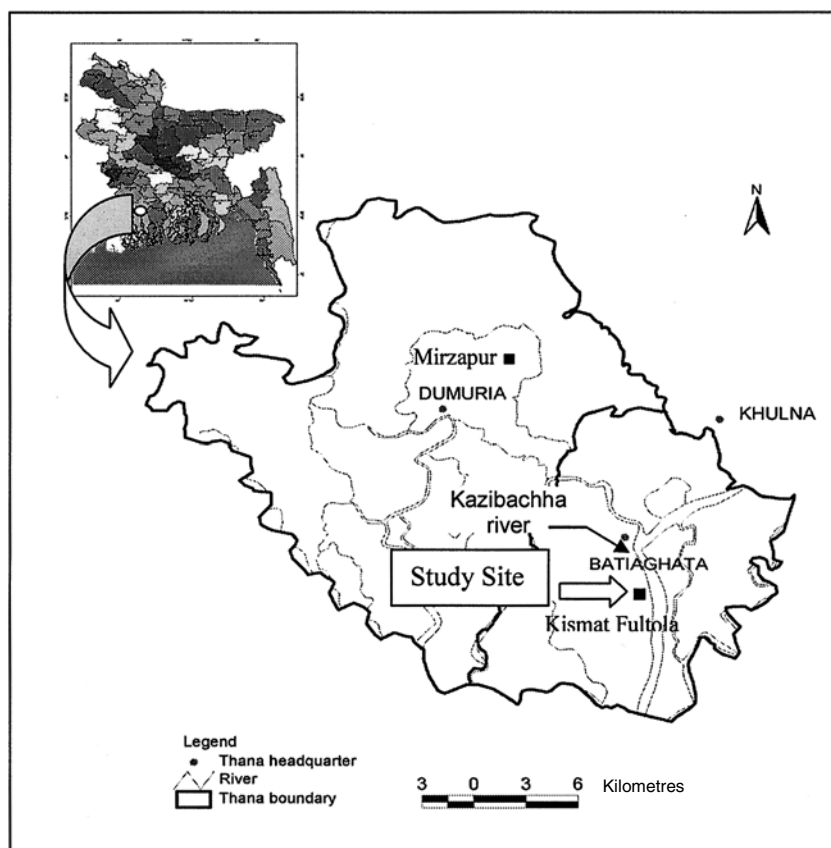 N
Mirzapur
DUMURIA
KHULNA
Kazibachha
river
BATIAGHATA
Study Site
Kismat Fultola
Legend
Thana headquarter
River
Thana boundary
3 0 3 6 Kilometres